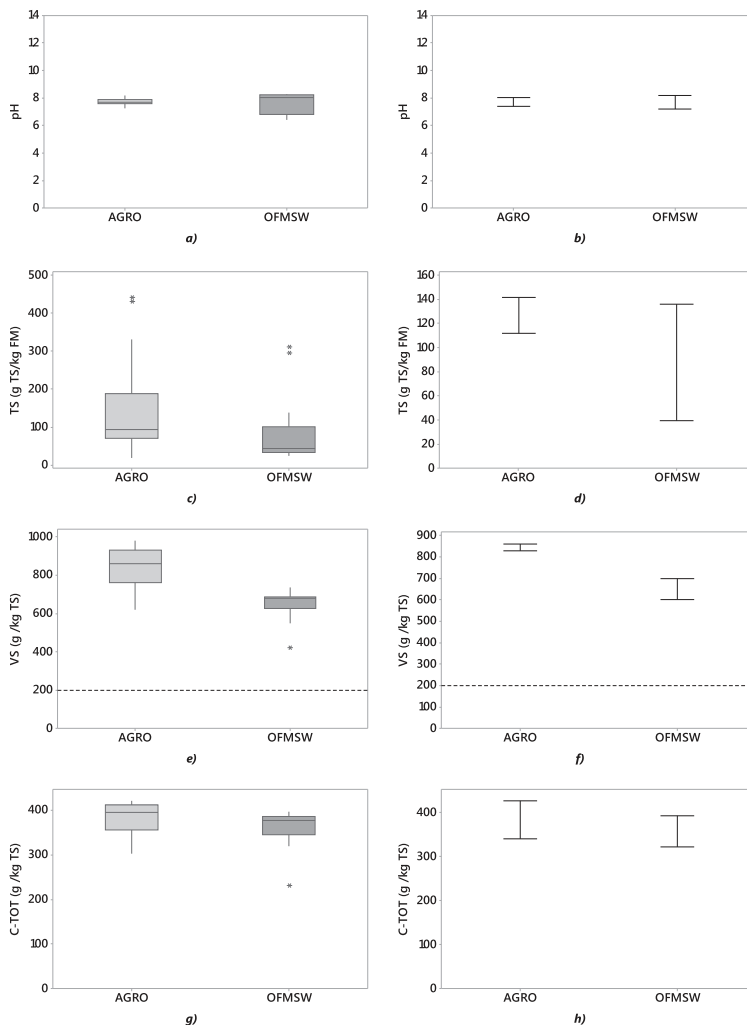 14
12
10
8
6
4
2
0
pH
AGRO OFMSW
a)
14
12
10
8
6
4
2
0
pH
AGRO OFMSW
b)
500
400
300
200
100
0
TS (g TS/kg FM)
AGRO OFMSW
c)
160
140
120
100
80
60
40
20
0
TS (g TS/kg FM)
AGRO OFMSW
d)
1000
800
600
400
200
0
VS (g /kg TS)
AGRO OFMSW
e)
900
800
700
600
500
400
300
200
100
0
VS (g /kg TS)
AGRO OFMSW
f)
400
300
200
100
0
C-TOT (g /kg TS)
AGRO OFMSW
g)
400
300
200
100
0
C-TOT (g /kg TS)
AGRO OFMSW
h)